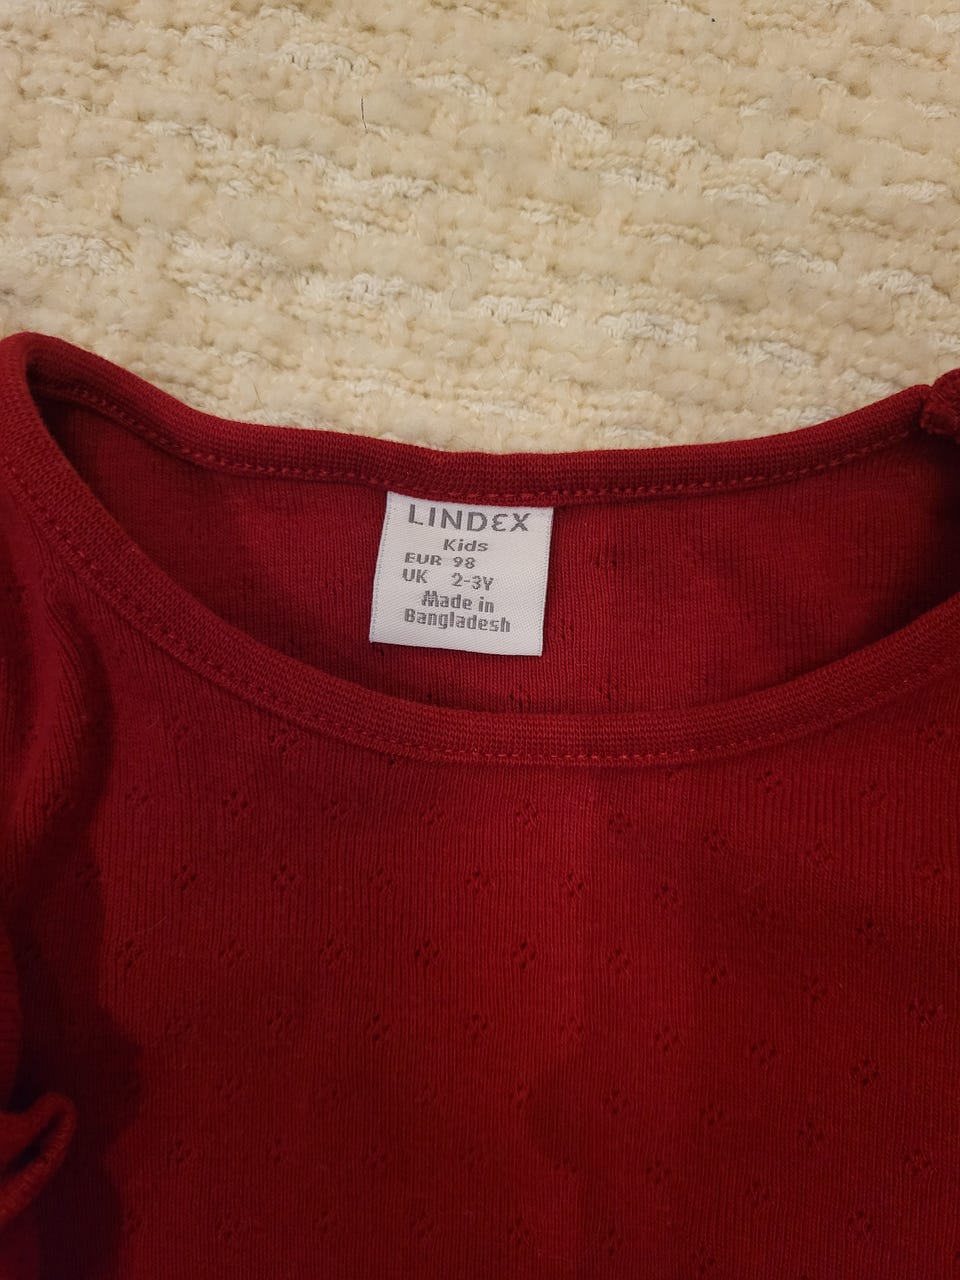 LINDEX
Kids
EUR 98
UK 2-3Y
Made in
Bangladesh